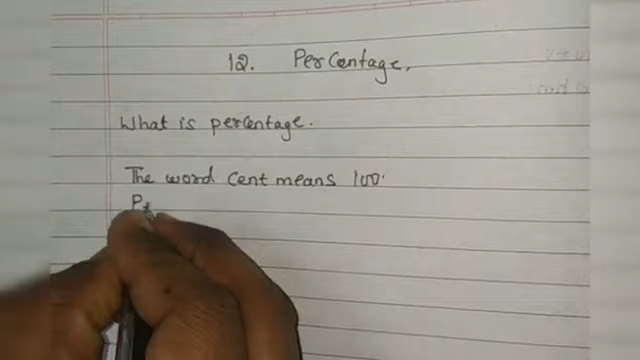 12. Percentage.
What is percentage.
The word Cent means 100.